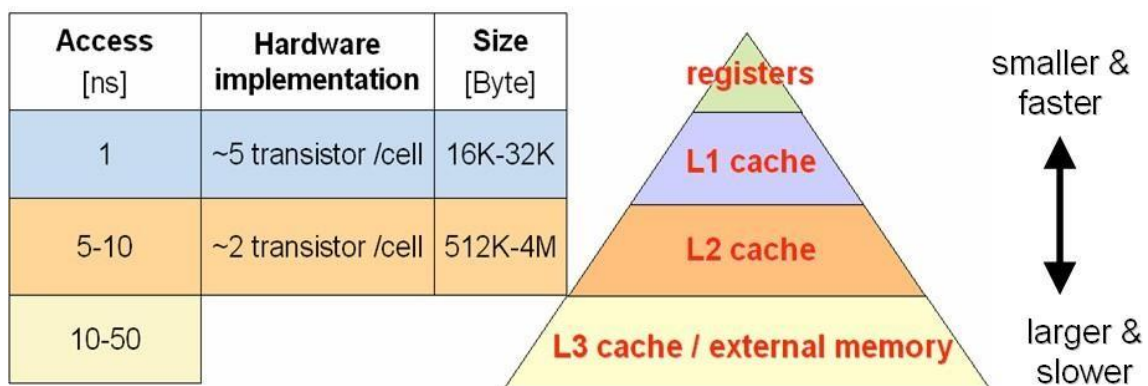 Access
[ns]
Hardware
implementation
Size
[Byte]
1
~5 transistor /cell
16K-32K
5-10
~2 transistor /cell
512K-4M
10-50
registers
L1 cache
L2 cache
L3 cache / external memory
smaller &
faster
larger &
slower